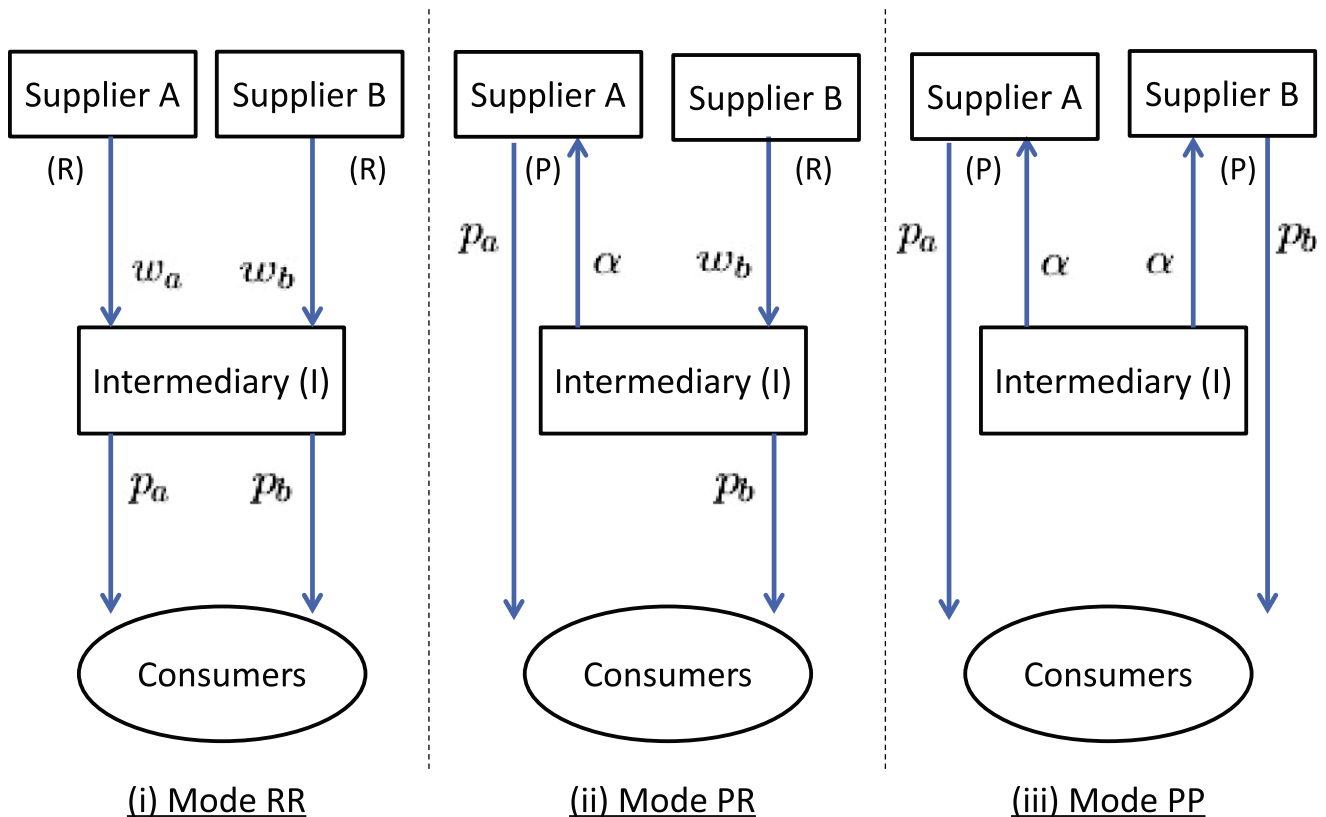 Supplier A
Supplier B
(R)
(R)
w_a
w_b
Intermediary (I)
p_a
p_b
Consumers
(i) Mode RR
Supplier A
Supplier B
(P)
(R)
p_a
α
w_b
Intermediary (I)
p_b
Consumers
(ii) Mode PR
Supplier A
Supplier B
(P)
(P)
p_a
α
α
p_b
Intermediary (I)
Consumers
(iii) Mode PP